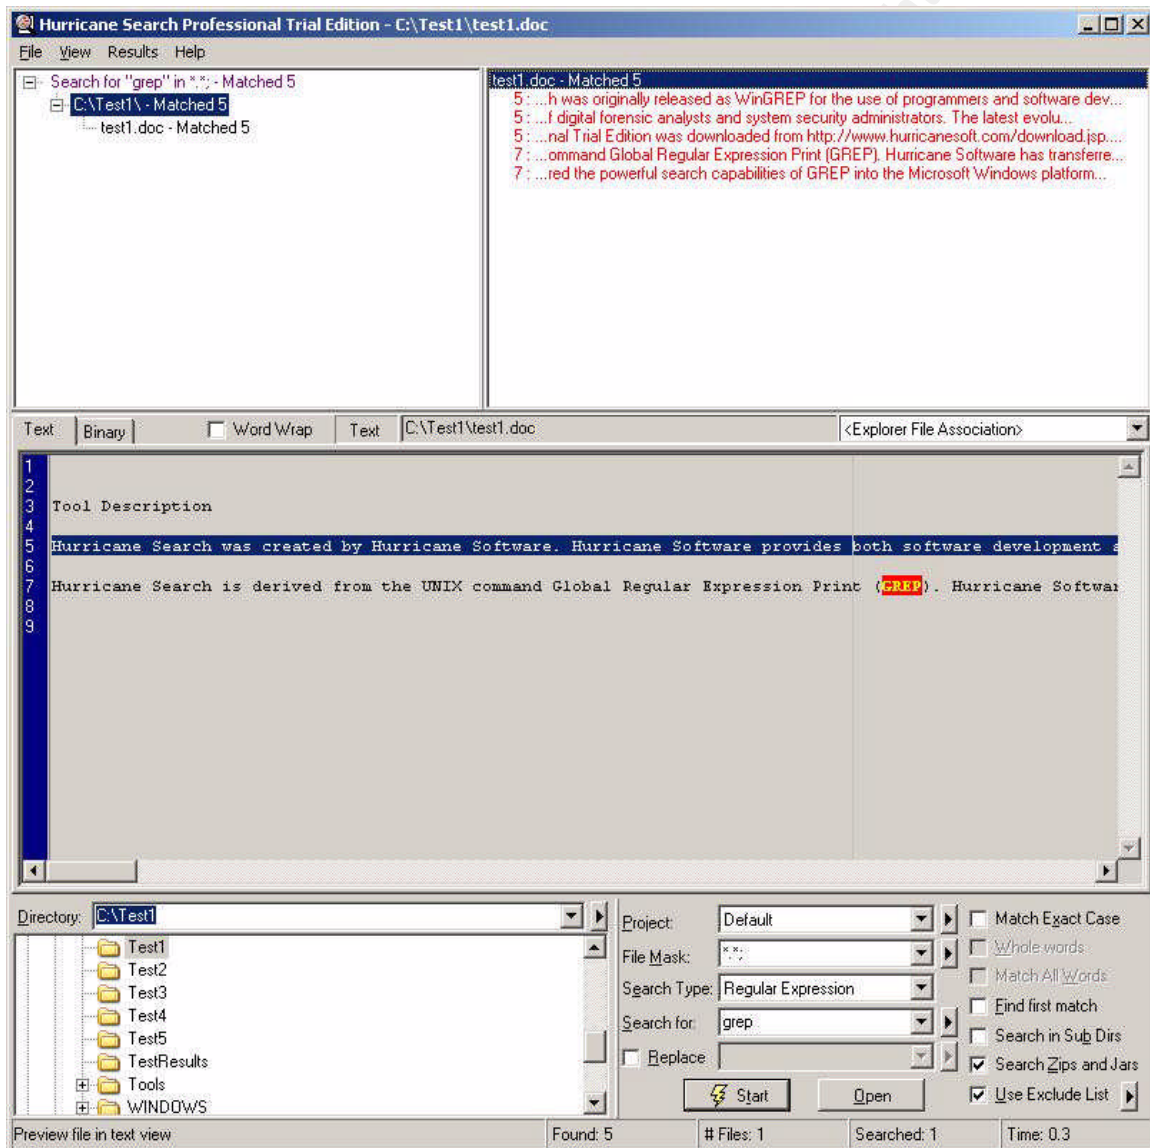 Hurricane Search Professional Trial Edition - C:\Test1\test1.doc
File View Results Help
Search for "grep" in *.*; - Matched 5
C:\Test1\ - Matched 5
test1.doc - Matched 5
test1.doc - Matched 5
5 : ...h was originally released as WinGREP for the use of programmers and software dev...
5 : ...f digital forensic analysts and system security administrators. The latest evolu...
5 : ...nal Trial Edition was downloaded from http://www.hurricanesoft.com/download.jsp....
7 : ...ommand Global Regular Expression Print (GREP). Hurricane Software has transferre...
7 : ...red the powerful search capabilities of GREP into the Microsoft Windows platform...
Text Binary Word Wrap Text C:\Test1\test1.doc <Explorer File Association>
1
2
3 Tool Description
4
5 Hurricane Search was created by Hurricane Software. Hurricane Software provides both software development a
6
7 Hurricane Search is derived from the UNIX command Global Regular Expression Print (GREP). Hurricane Softwar
8
9
Directory: C:\Test1
Test1
Test2
Test3
Test4
Test5
TestResults
Tools
WINDOWS
Project: Default
File Mask: *.*;
Search Type: Regular Expression
Search for: grep
Replace
Start Open
Match Exact Case
Whole words
Match All Words
Find first match
Search in Sub Dirs
Search Zips and Jars
Use Exclude List
Preview file in text view Found: 5 # Files: 1 Searched: 1 Time: 0.3